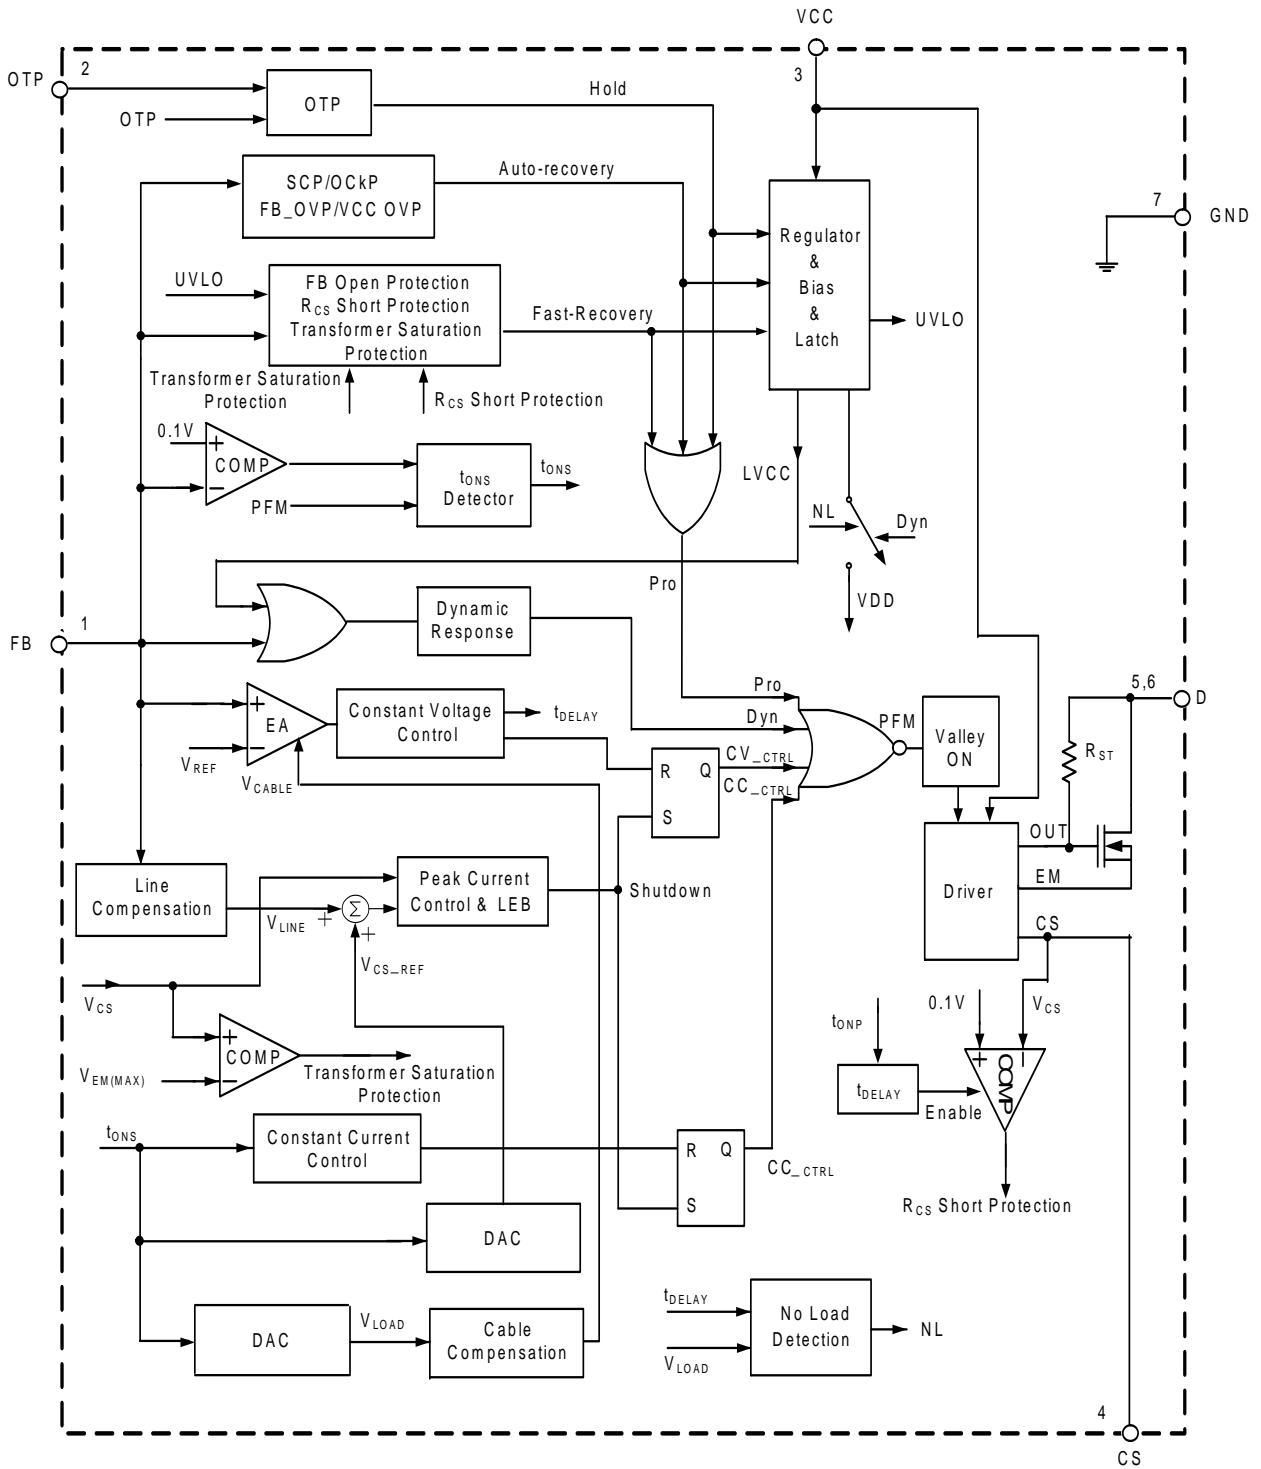 VCC
OTP
2
3
OTP
OTP
Hold
SCP/OCkP
FB_OVP/VCC OVP
Auto-recovery
7
GND
Regulator
&
Bias
&
Latch
UVLO
FB Open Protection
RCS Short Protection
Transformer Saturation
Protection
Fast-Recovery
UVLO
Transformer Saturation
Protection
RCS Short Protection
0.1V
+
COMP
−
PFM
tONS
Detector
tONS
LVCC
NL
Dyn
VDD
Pro
FB
1
Dynamic
Response
5,6
D
+
EA
−
VREF
VCABLE
Constant Voltage
Control
tDELAY
Pro
Dyn
CV_CTRL
CC_CTRL
PFM
Valley
ON
RST
R
Q
S
OUT
EM
CS
Driver
Line
Compensation
VLINE
+
Σ
+
Peak Current
Control & LEB
Shutdown
VCS_REF
VCS
+
COMP
−
VEM(MAX)
Transformer Saturation
Protection
tONP
0.1V
VCS
+
−
COMP
tDELAY
Enable
RCS Short Protection
tONS
Constant Current
Control
R
Q
S
CC_CTRL
DAC
DAC
VLOAD
Cable
Compensation
tDELAY
VLOAD
No Load
Detection
NL
4
CS